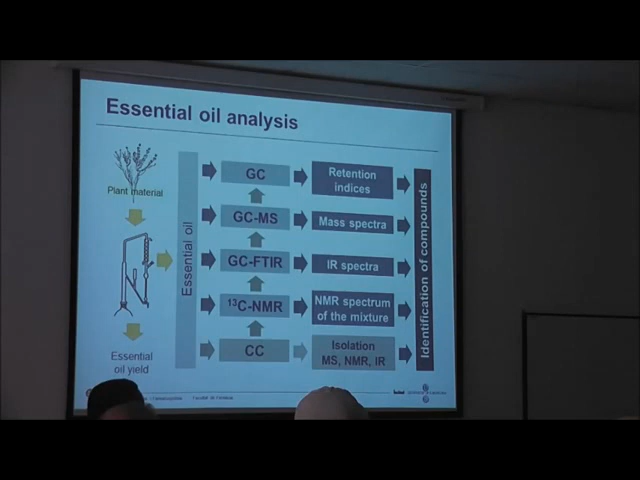 Essential oil analysis
Plant material
Essential
oil yield
Essential oil
GC
Retention
indices
GC-MS
Mass spectra
GC-FTIR
IR spectra
¹³C-NMR
NMR spectrum
of the mixture
CC
Isolation
MS, NMR, IR
Identification of compounds